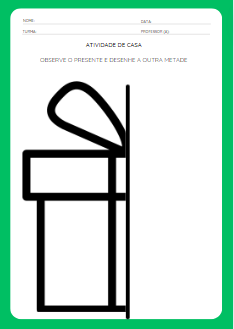 NOME: DATA:
TURMA: PROFESSOR (A):
ATIVIDADE DE CASA
OBSERVE O PRESENTE E DESENHE A OUTRA METADE